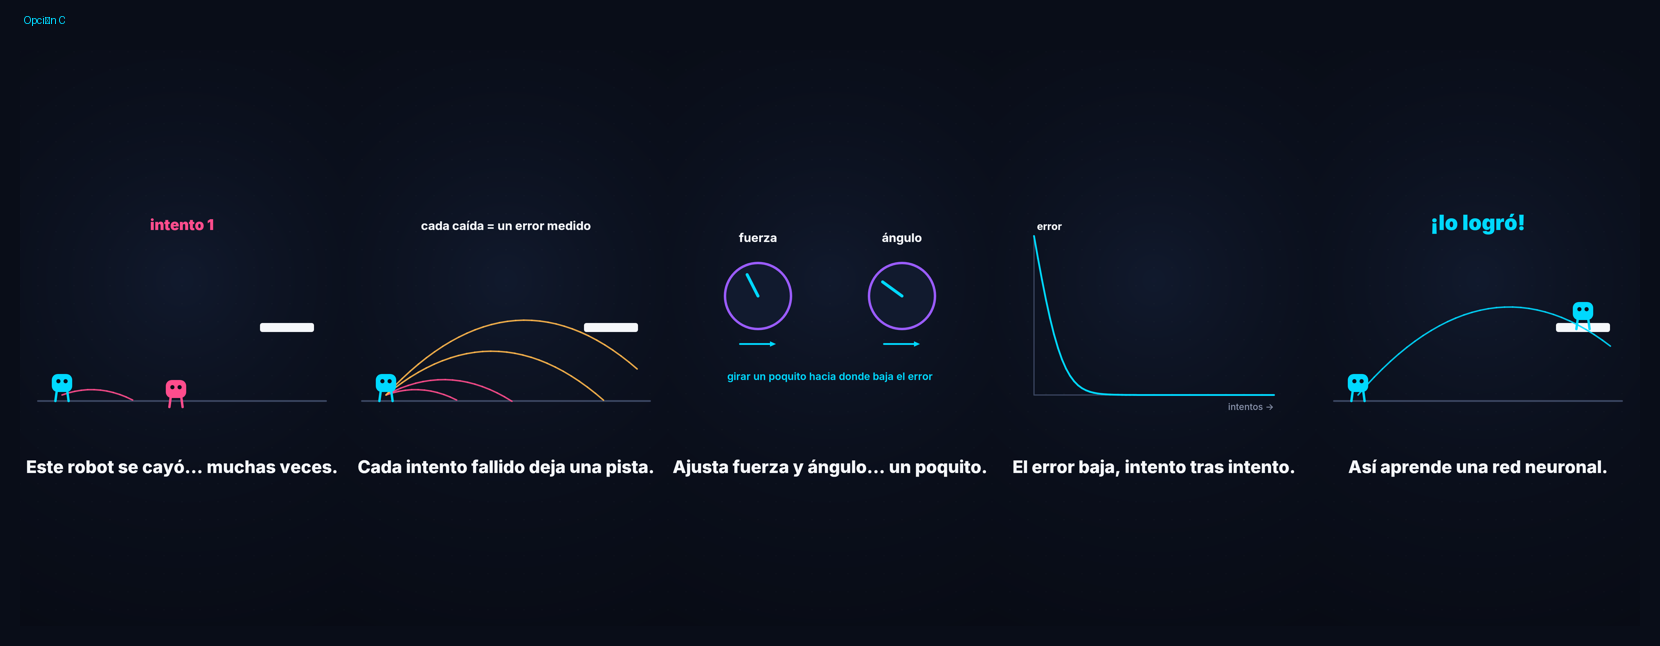 Opci▯n C
intento 1
Este robot se cayó... muchas veces.
cada caída = un error medido
Cada intento fallido deja una pista.
fuerza
ángulo
girar un poquito hacia donde baja el error
Ajusta fuerza y ángulo... un poquito.
error
intentos →
El error baja, intento tras intento.
¡lo logró!
Así aprende una red neuronal.